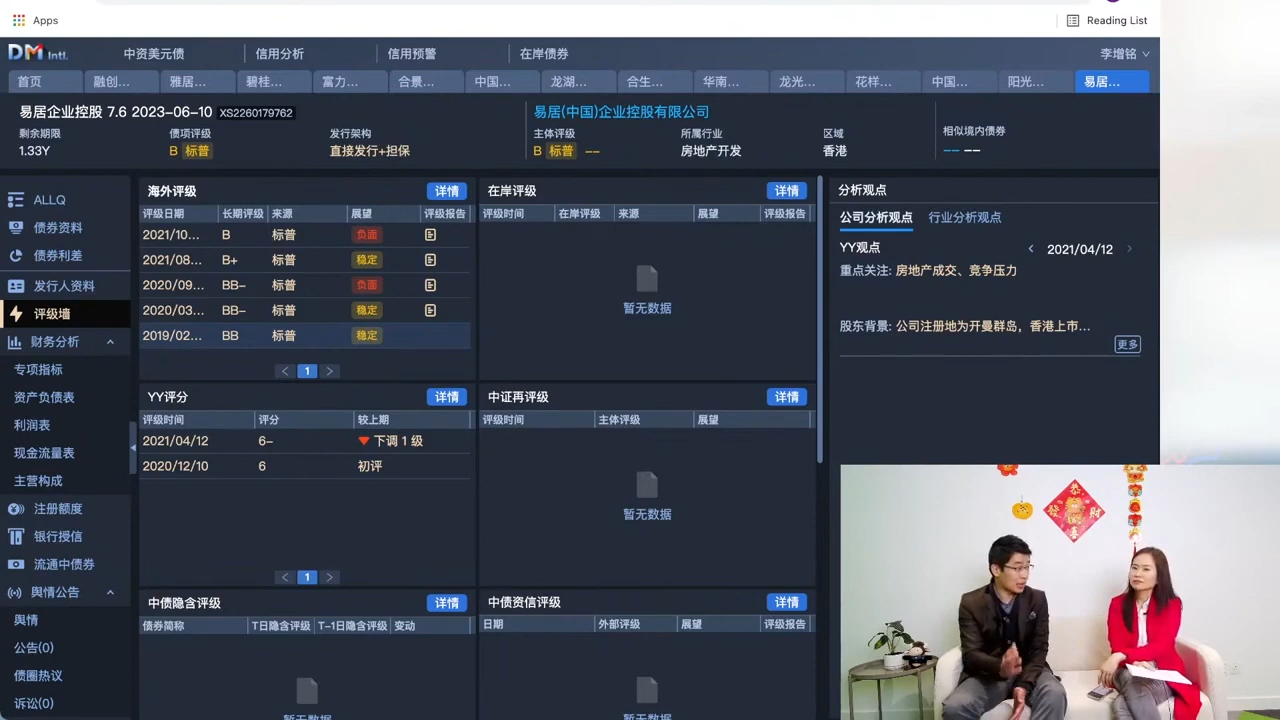 Apps
Reading List
DM Intl.
中资美元债
信用分析
信用预警
在岸债券
李增铭
首页
融创...
雅居...
碧桂...
富力...
合景...
中国...
龙湖...
合生...
华南...
龙光...
花样...
中国...
阳光...
易居...
易居企业控股 7.6 2023-06-10 XS2260179762
剩余期限
债项评级
发行架构
1.33Y
B 标普
直接发行+担保
易居(中国)企业控股有限公司
主体评级
所属行业
区域
B 标普 --
房地产开发
香港
相似境内债券
-- --
ALLQ
债券资料
债券利差
发行人资料
评级墙
财务分析
专项指标
资产负债表
利润表
现金流量表
主营构成
注册额度
银行授信
流通中债券
舆情公告
舆情
公告(0)
债圈热议
诉讼(0)
海外评级 详情
评级日期 长期评级 来源 展望 评级报告
2021/10... B 标普 负面
2021/08... B+ 标普 稳定
2020/09... BB- 标普 负面
2020/03... BB- 标普 稳定
2019/02... BB 标普 稳定
< 1 >
在岸评级 详情
评级时间 在岸评级 来源 展望 评级报告
暂无数据
YY评分 详情
评级时间 评分 较上期
2021/04/12 6- 下调 1 级
2020/12/10 6 初评
< 1 >
中证再评级 详情
评级时间 主体评级 展望
暂无数据
中债隐含评级 详情
债券简称 T日隐含评级 T-1日隐含评级 变动
暂无数据
中债资信评级 详情
日期 外部评级 展望 评级报告
暂无数据
分析观点
公司分析观点 行业分析观点
YY观点 < 2021/04/12 >
重点关注: 房地产成交、竞争压力
股东背景: 公司注册地为开曼群岛，香港上市...
更多
恭
發 財
喜